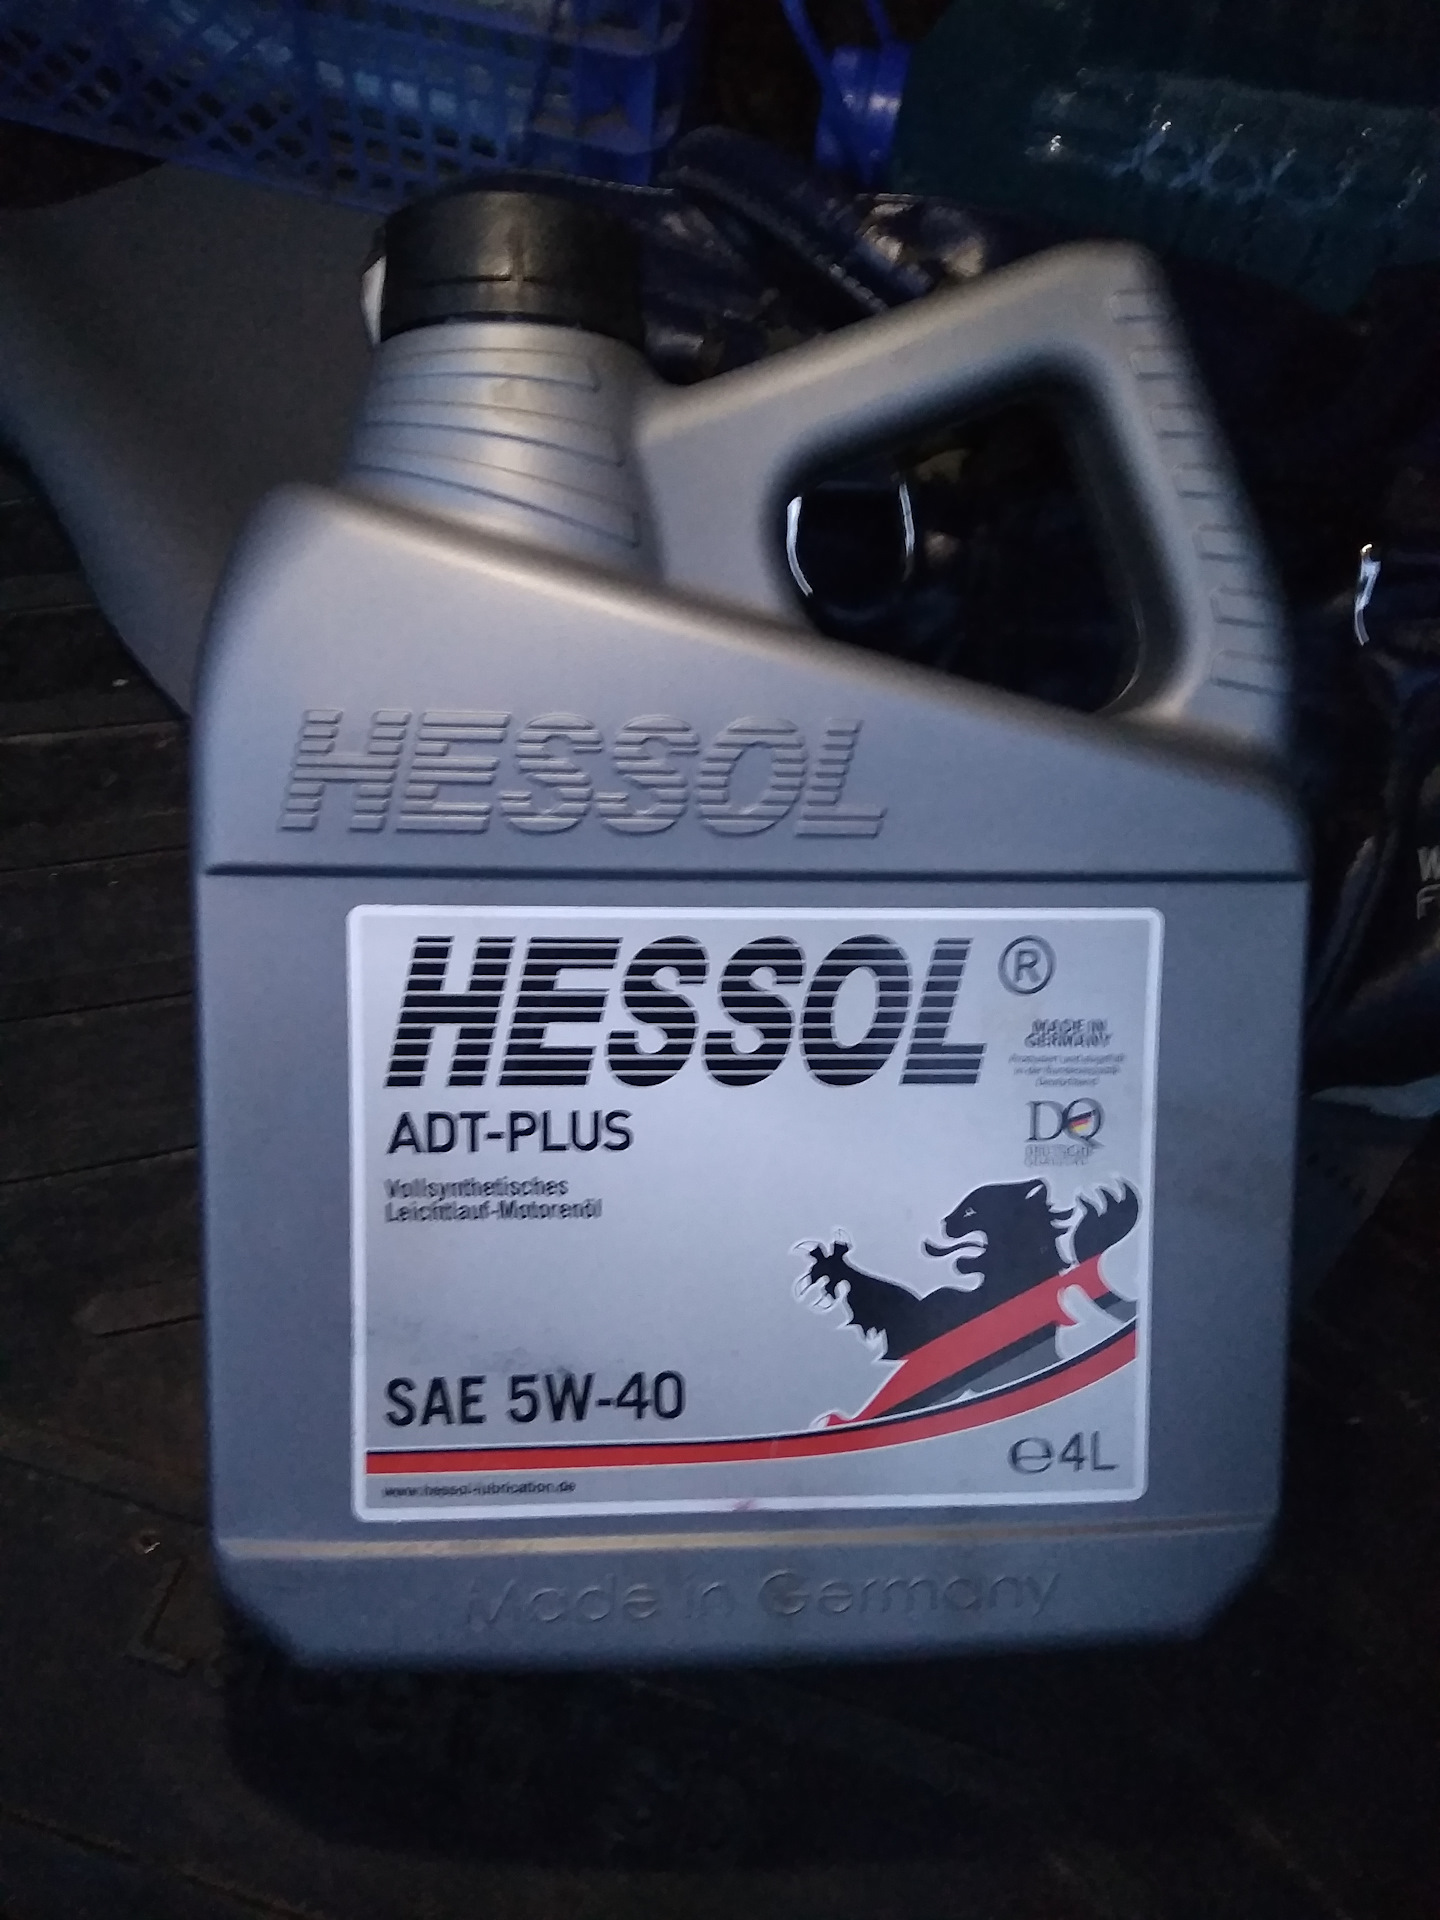 HESSOL
HESSOL®
MADE IN
GERMANY
DQ
ADT-PLUS
Vollsynthetisches
Leichtlauf-Motorenöl
SAE 5W-40
℮4L
www.hessol-lubrication.de
Made in Germany